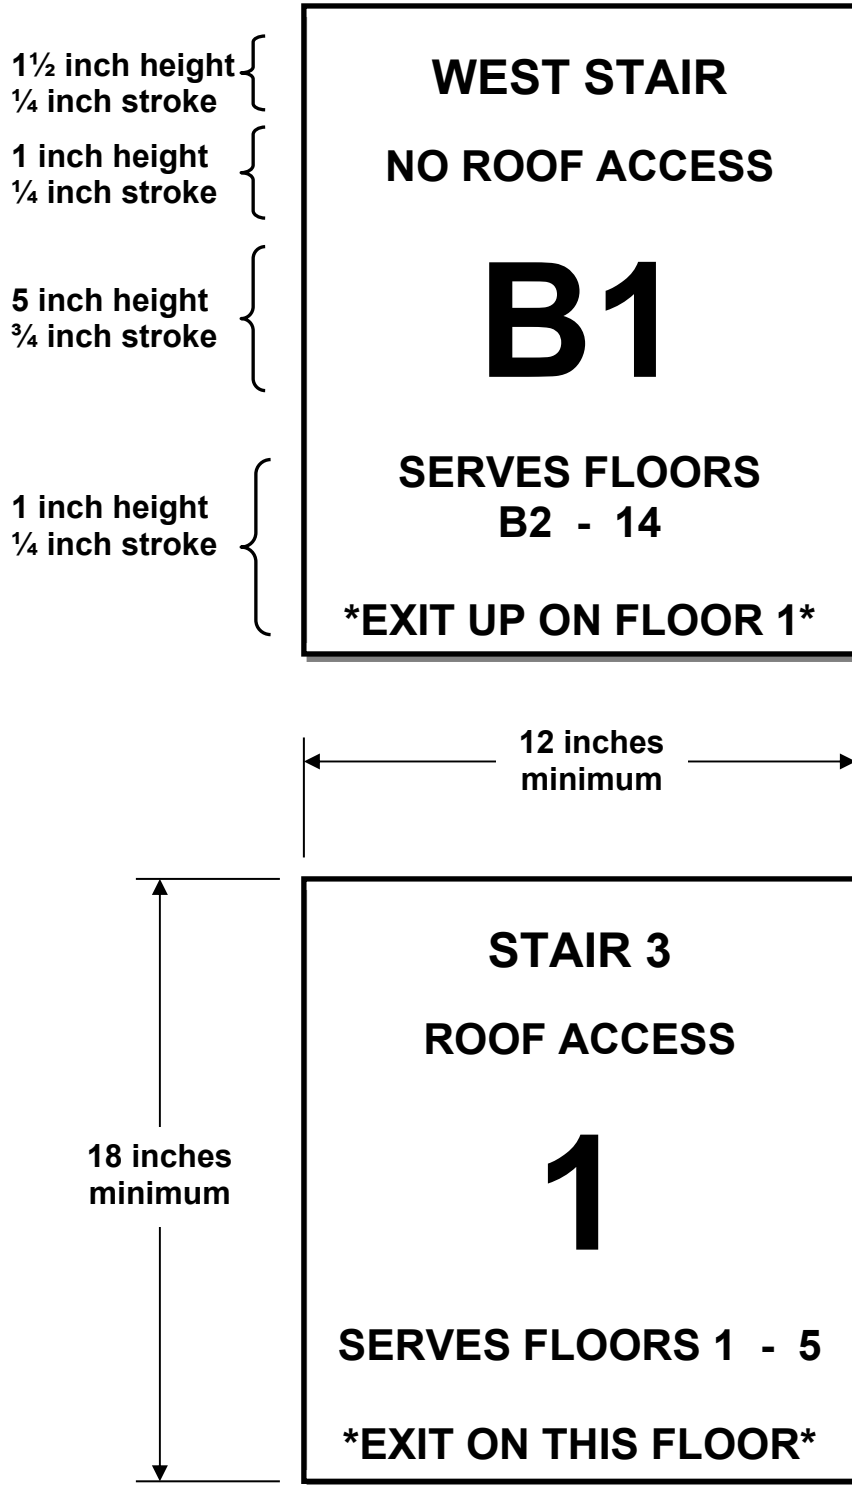 1½ inch height
¼ inch stroke
WEST STAIR
1 inch height
¼ inch stroke
NO ROOF ACCESS
5 inch height
¾ inch stroke
B1
1 inch height
¼ inch stroke
SERVES FLOORS
B2 - 14
*EXIT UP ON FLOOR 1*
12 inches
minimum
18 inches
minimum
STAIR 3
ROOF ACCESS
1
SERVES FLOORS 1 - 5
*EXIT ON THIS FLOOR*